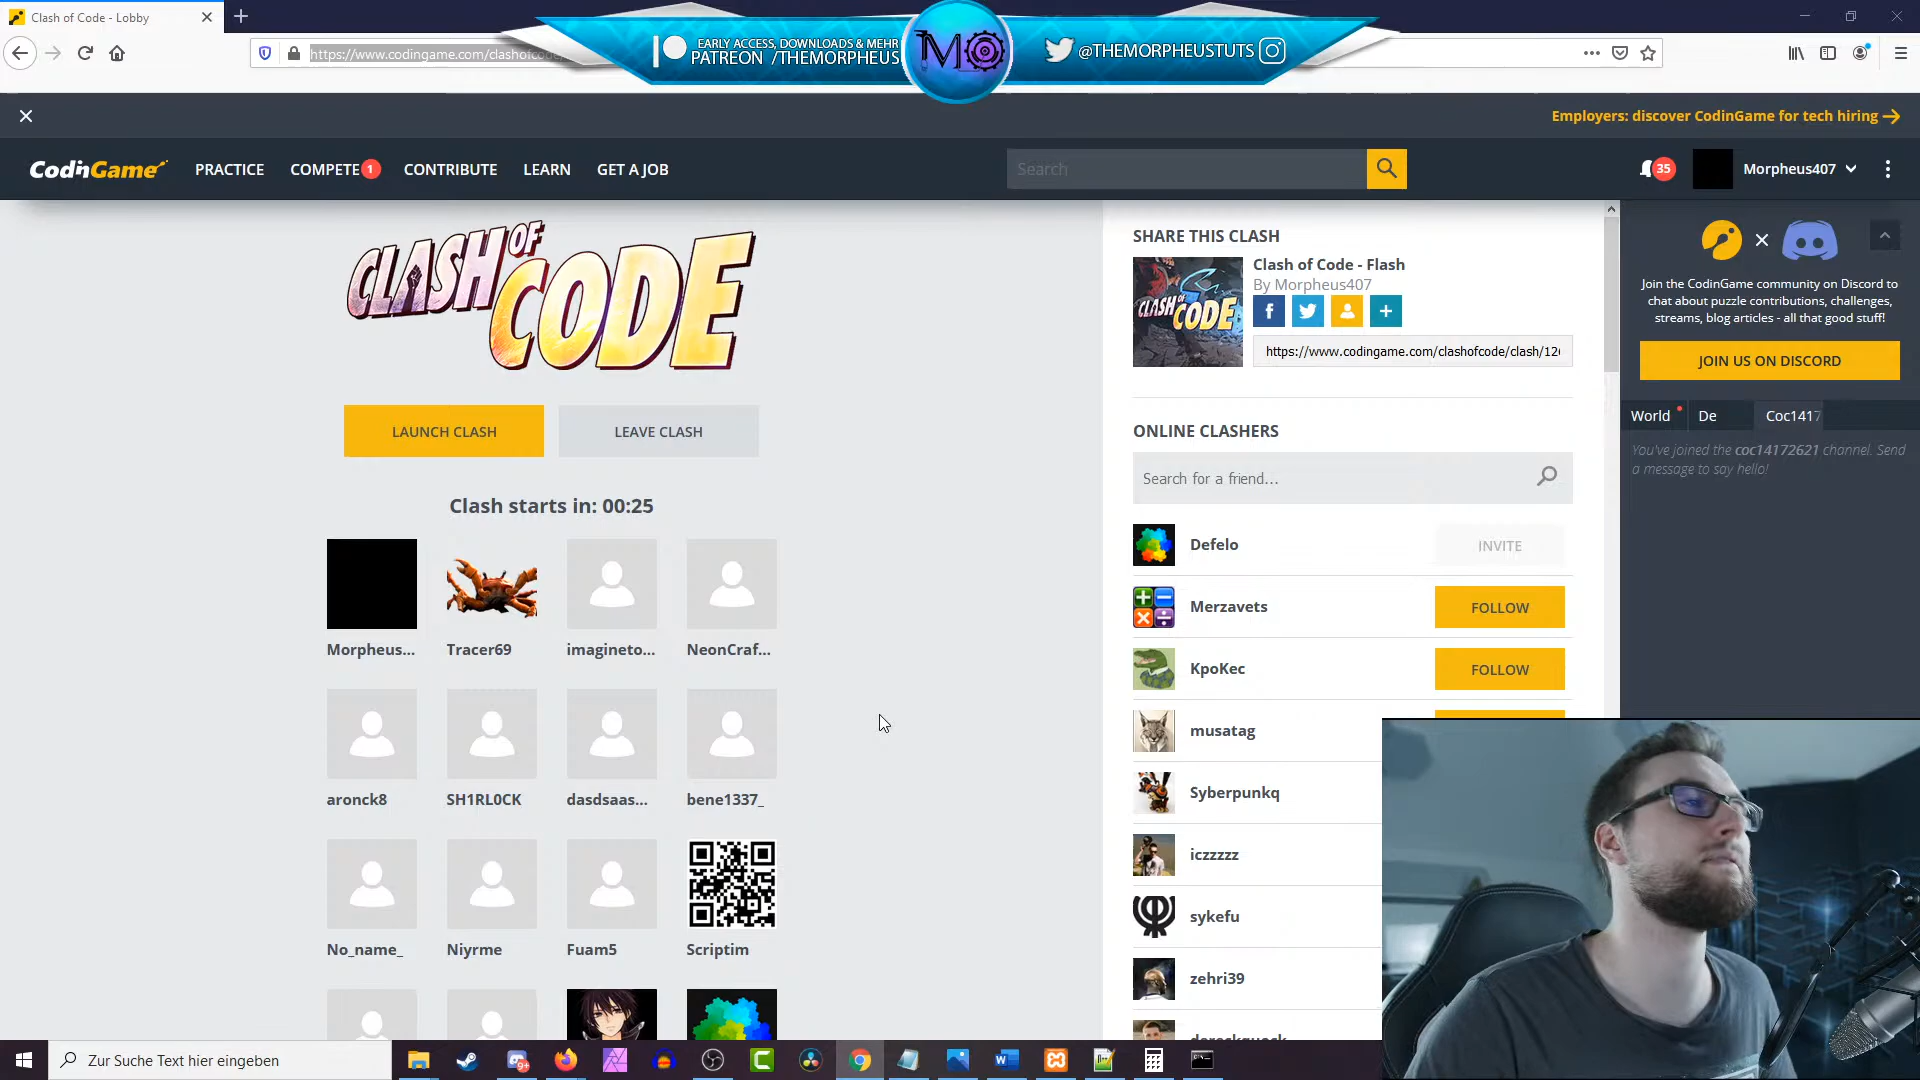 Clash of Code - Lobby
EARLY ACCESS, DOWNLOADS & MEHR
PATREON /THEMORPHEUS
MO
@THEMORPHEUSTUTS
https://www.codingame.com/clashofcode
Employers: discover CodinGame for tech hiring
CodinGame
PRACTICE
COMPETE 1
CONTRIBUTE
LEARN
GET A JOB
Search
35
Morpheus407
CLASH OF CODE
LAUNCH CLASH
LEAVE CLASH
Clash starts in: 00:25
Morpheus...
Tracer69
imagineto...
NeonCraf...
aronck8
SH1RL0CK
dasdsaas...
bene1337_
No_name_
Niyrme
Fuam5
Scriptim
SHARE THIS CLASH
CLASH OF CODE
Clash of Code - Flash
By Morpheus407
https://www.codingame.com/clashofcode/clash/12
ONLINE CLASHERS
Search for a friend...
Defelo
INVITE
Merzavets
FOLLOW
KpoKec
FOLLOW
musatag
Syberpunkq
iczzzzz
sykefu
zehri39
Join the CodinGame community on Discord to
chat about puzzle contributions, challenges,
streams, blog articles - all that good stuff!
JOIN US ON DISCORD
World
De
Coc1417
You've joined the coc14172621 channel. Send
a message to say hello!
Zur Suche Text hier eingeben